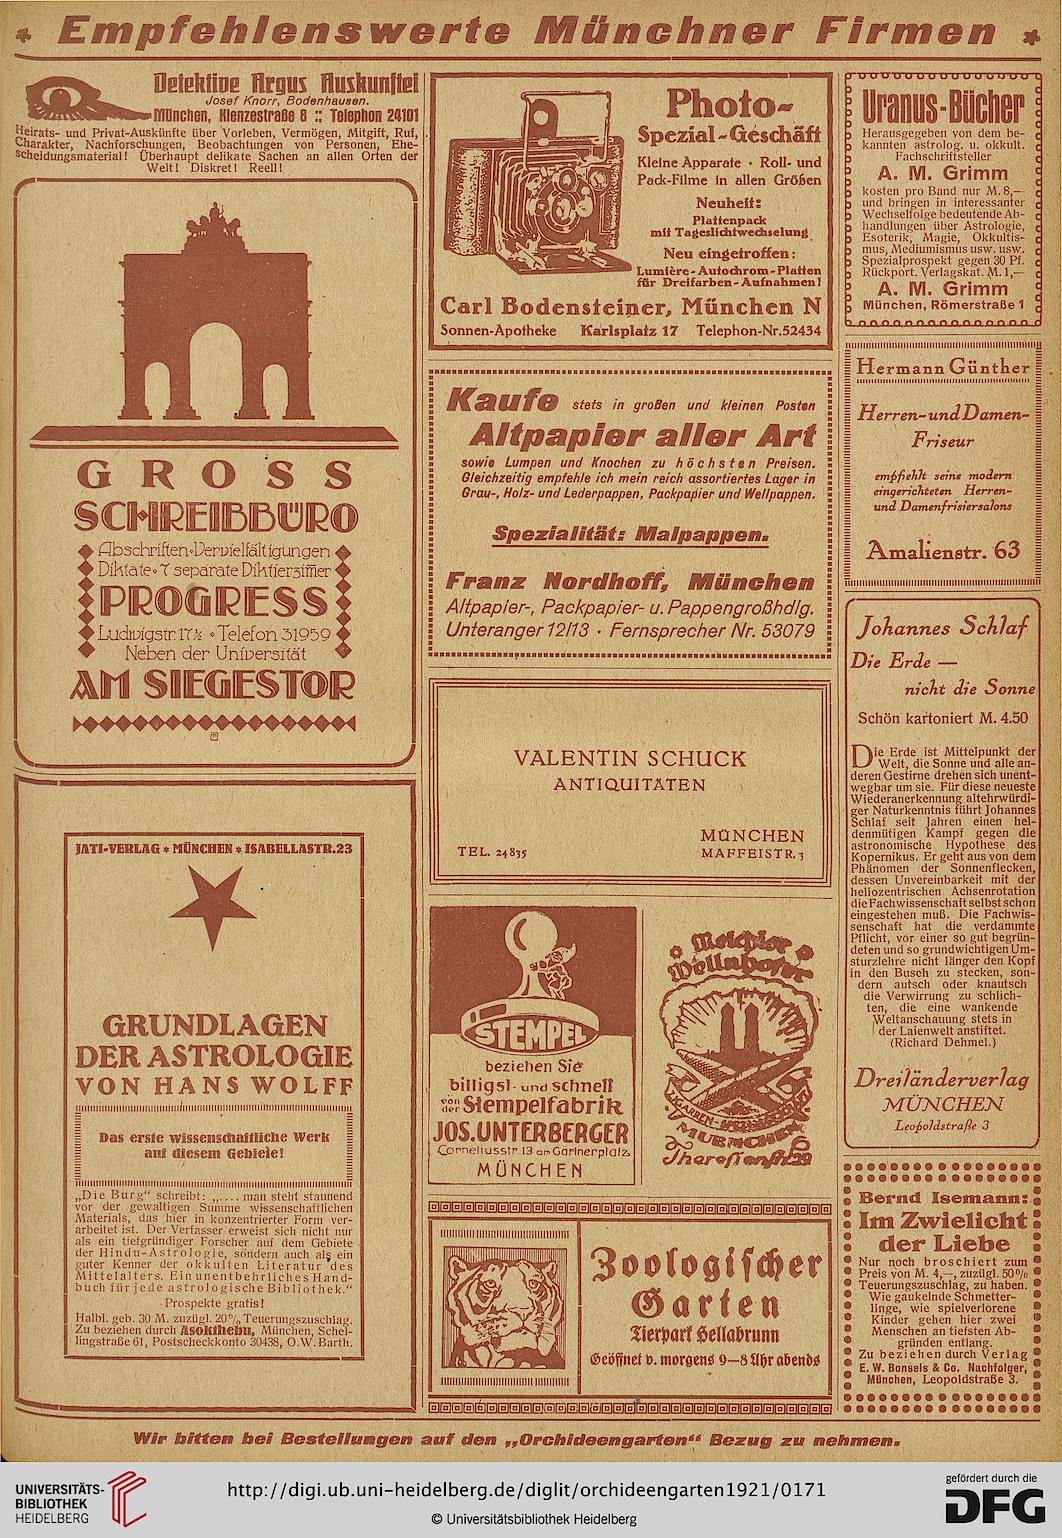 * Empfehlenswerte Münchner Firmen *
Detektive Argus Auskunftei
Josef Knorr, Bodenhausen.
München, Klenzestraße 8 :: Telephon 24101
Heirats- und Privat-Auskünfte über Vorleben, Vermögen, Mitgift, Ruf,
Charakter, Nachforschungen, Beobachtungen von Personen, Ehe-
scheidungsmaterial! Überhaupt delikate Sachen an allen Orten der
Welt! Diskret! Reell!
GROSS
SCHREIBBÜRO
Abschriften • Vervielfältigungen
Diktate • 7 separate Diktierzimmer
PROGRESS
Ludwigstr. 17½ • Telefon 31959
Neben der Universität
AM SIEGESTOR
JATI-VERLAG * MÜNCHEN * ISABELLASTR. 23
GRUNDLAGEN
DER ASTROLOGIE
VON HANS WOLFF
Das erste wissenschaftliche Werk
auf diesem Gebiete!
„Die Burg“ schreibt: „.... man steht staunend
vor der gewaltigen Summe wissenschaftlichen
Materials, das hier in konzentrierter Form ver-
arbeitet ist. Der Verfasser erweist sich nicht nur
als ein tiefgründiger Forscher auf dem Gebiete
der Hindu-Astrologie, sondern auch als ein
guter Kenner der okkulten Literatur des
Mittelalters. Ein unentbehrliches Hand-
buch für jede astrologische Bibliothek.“
Prospekte gratis!
Halbl. geb. 30 M. zuzügl. 20% Teuerungszuschlag.
Zu beziehen durch Asokthebu, München, Schel-
lingstraße 61, Postscheckkonto 30438, O. W. Barth.
Photo-
Spezial-Geschäft
Kleine Apparate • Roll- und
Pack-Filme in allen Größen
Neuheit:
Plattenpack
mit Tageslichtwechselung
Neu eingetroffen:
Lumière-Autochrom-Platten
für Dreifarben-Aufnahmen!
Carl Bodensteiner, München N
Sonnen-Apotheke Karlsplatz 17 Telephon-Nr. 52434
Kaufe stets in großen und kleinen Posten
Altpapier aller Art
sowie Lumpen und Knochen zu höchsten Preisen.
Gleichzeitig empfehle ich mein reich assortiertes Lager in
Grau-, Holz- und Lederpappen, Packpapier und Wellpappen.
Spezialität: Malpappen.
Franz Nordhoff, München
Altpapier-, Packpapier- u. Pappengroßhdlg.
Unteranger 12/13 • Fernsprecher Nr. 53079
VALENTIN SCHUCK
ANTIQUITÄTEN
MÜNCHEN
TEL. 24835 MAFFEISTR. 3
STEMPEL
beziehen Sie
billigst- und schnell
von der Stempelfabrik
JOS. UNTERBERGER
Corneliusstr. 13 am Gärtnerplatz
MÜNCHEN
Melchior
Wellnhofer
ZIGARREN-SPEZIALGESCHÄFT
MUENCHEN
Theresienstr. 29
Zoologischer
Garten
Tierpark Hellabrunn
Geöffnet v. morgens 9—8 Uhr abends
Uranus-Bücher
Herausgegeben von dem be-
kannten astrolog. u. okkult.
Fachschriftsteller
A. M. Grimm
kosten pro Band nur M. 8,—
und bringen in interessanter
Wechselfolge bedeutende Ab-
handlungen über Astrologie,
Esoterik, Magie, Okkultis-
mus, Mediumismus usw. usw.
Spezialprospekt gegen 30 Pf.
Rückport. Verlagskat. M. 1,—
A. M. Grimm
München, Römerstraße 1
Hermann Günther
Herren- und Damen-
Friseur
empfiehlt seine modern
eingerichteten Herren-
und Damenfrisiersalons
Amalienstr. 63
Johannes Schlaf
Die Erde —
nicht die Sonne
Schön kartoniert M. 4.50
Die Erde ist Mittelpunkt der
Welt, die Sonne und alle an-
deren Gestirne drehen sich unent-
wegbar um sie. Für diese neueste
Wiederanerkennung altehrwürdi-
ger Naturkenntnis führt Johannes
Schlaf seit Jahren einen hel-
denmütigen Kampf gegen die
astronomische Hypothese des
Kopernikus. Er geht aus von dem
Phänomen der Sonnenflecken,
dessen Unvereinbarkeit mit der
heliozentrischen Achsenrotation
die Fachwissenschaft selbst schon
eingestehen muß. Die Fachwis-
senschaft hat die verdammte
Pflicht, vor einer so gut begrün-
deten und so grundwichtigen Um-
sturzlehre nicht länger den Kopf
in den Busch zu stecken, son-
dern autsch oder knautsch
die Verwirrung zu schlich-
ten, die eine wankende
Weltanschauung stets in
der Laienwelt anstiftet.
(Richard Dehmel.)
Dreiländerverlag
MÜNCHEN
Leopoldstraße 3
Bernd Isemann:
Im Zwielicht
der Liebe
Nur noch broschiert zum
Preis von M. 4,—, zuzügl. 50%
Teuerungszuschlag, zu haben.
Wie gaukelnde Schmetter-
linge, wie spielverlorene
Kinder gehen hier zwei
Menschen an tiefsten Ab-
gründen entlang.
Zu beziehen durch Verlag
E. W. Bonsels & Co. Nachfolger,
München, Leopoldstraße 3.
Wir bitten bei Bestellungen auf den „Orchideengarten“ Bezug zu nehmen.
UNIVERSITÄTS-
BIBLIOTHEK
HEIDELBERG
http://digi.ub.uni-heidelberg.de/diglit/orchideengarten1921/0171
© Universitätsbibliothek Heidelberg
gefördert durch die
DFG